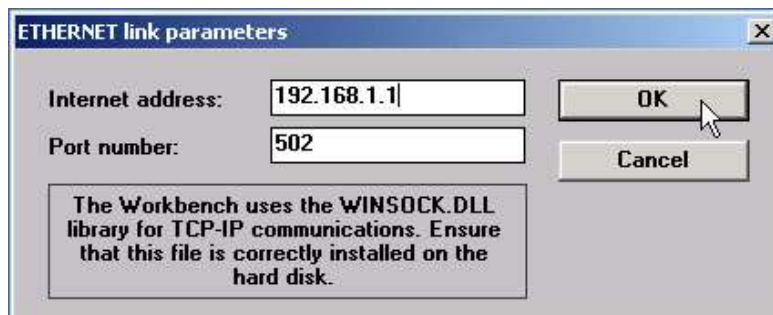 ETHERNET link parameters
Internet address: 192.168.1.1 OK
Port number: 502
Cancel
The Workbench uses the WINSOCK.DLL
library for TCP-IP communications. Ensure
that this file is correctly installed on the
hard disk.